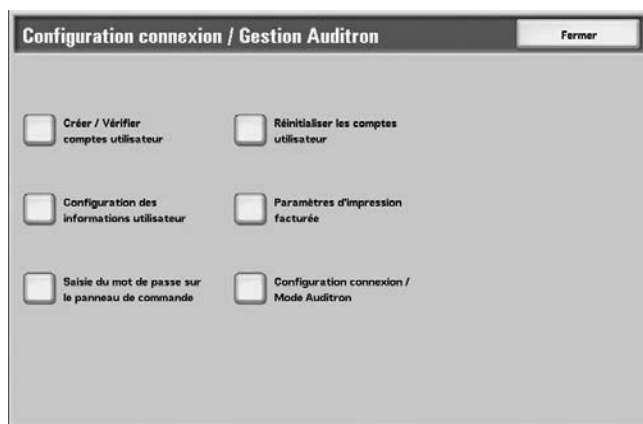 Configuration connexion / Gestion Auditron
Fermer
Créer / Vérifier
comptes utilisateur
Réinitialiser les comptes
utilisateur
Configuration des
informations utilisateur
Paramètres d'impression
facturée
Saisie du mot de passe sur
le panneau de commande
Configuration connexion /
Mode Auditron